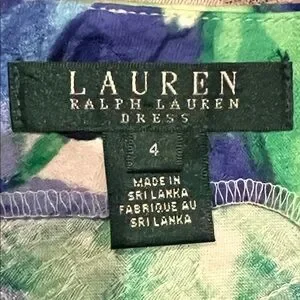 LAUREN
RALPH LAUREN
DRESS
4
MADE IN
SRI LANKA
FABRIQUE AU
SRI LANKA